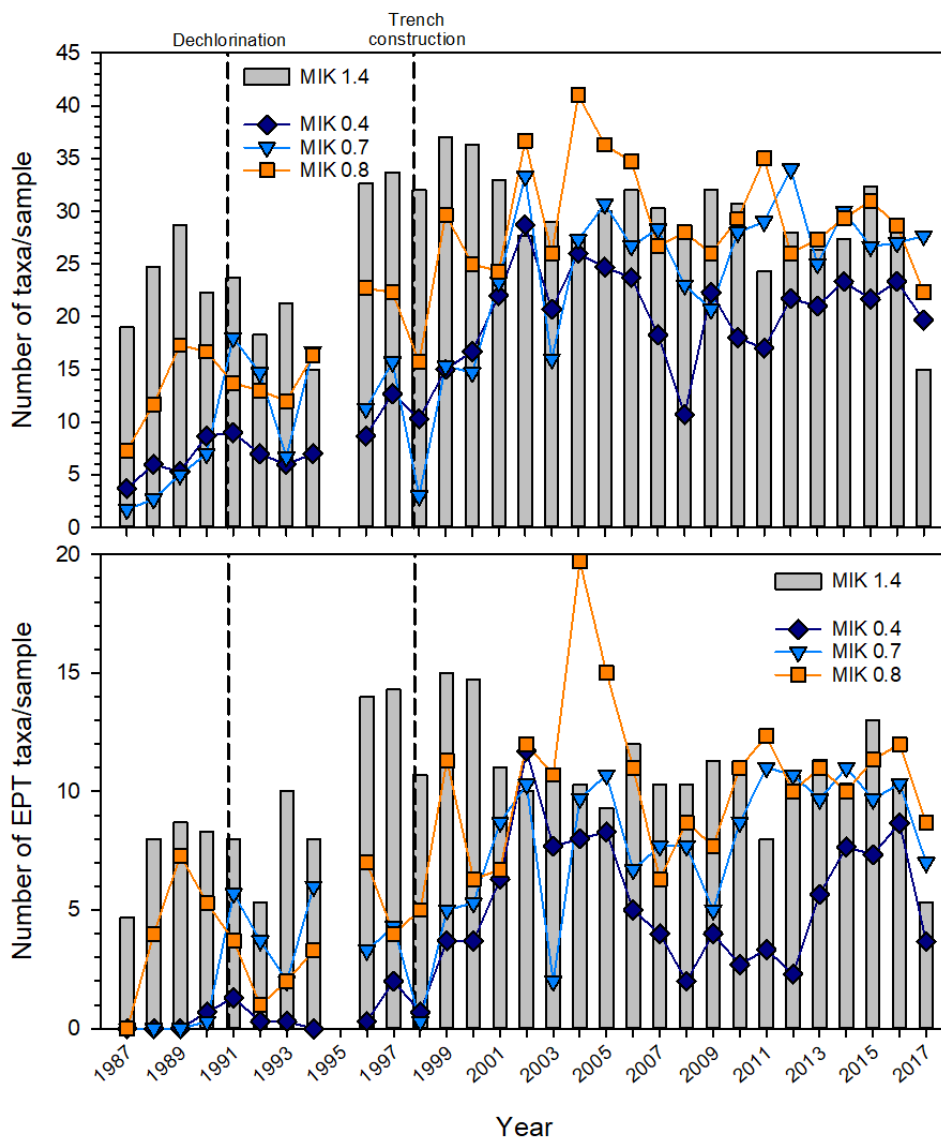 Trench
Dechlorination construction
45
40
35
30
25
20
15
10
5
0
Number of taxa/sample
MIK 1.4
MIK 0.4
MIK 0.7
MIK 0.8
20
15
10
5
0
Number of EPT taxa/sample
MIK 1.4
MIK 0.4
MIK 0.7
MIK 0.8
1987 1989 1991 1993 1995 1997 1999 2001 2003 2005 2007 2009 2011 2013 2015 2017
Year